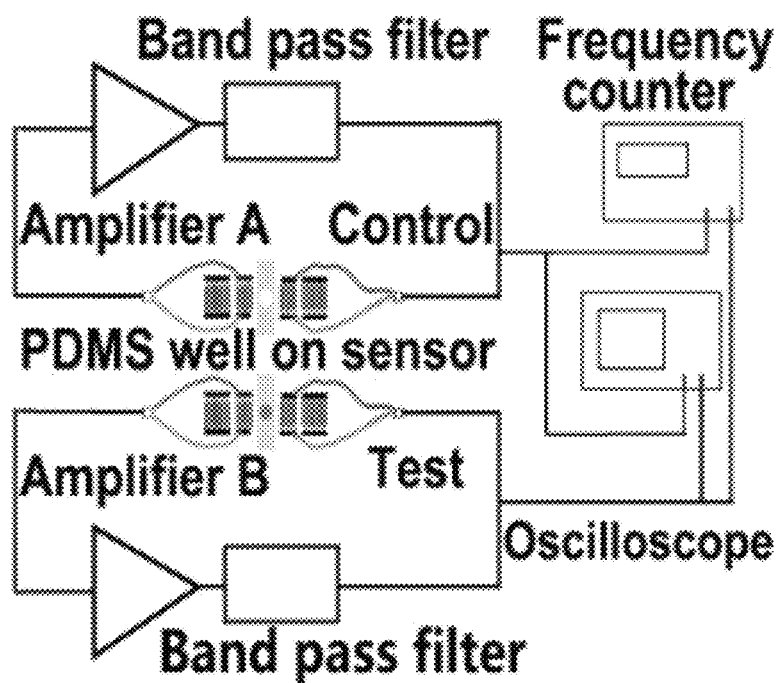 Band pass filter
Frequency
counter
Amplifier A
Control
PDMS well on sensor
Amplifier B
Test
Oscilloscope
Band pass filter